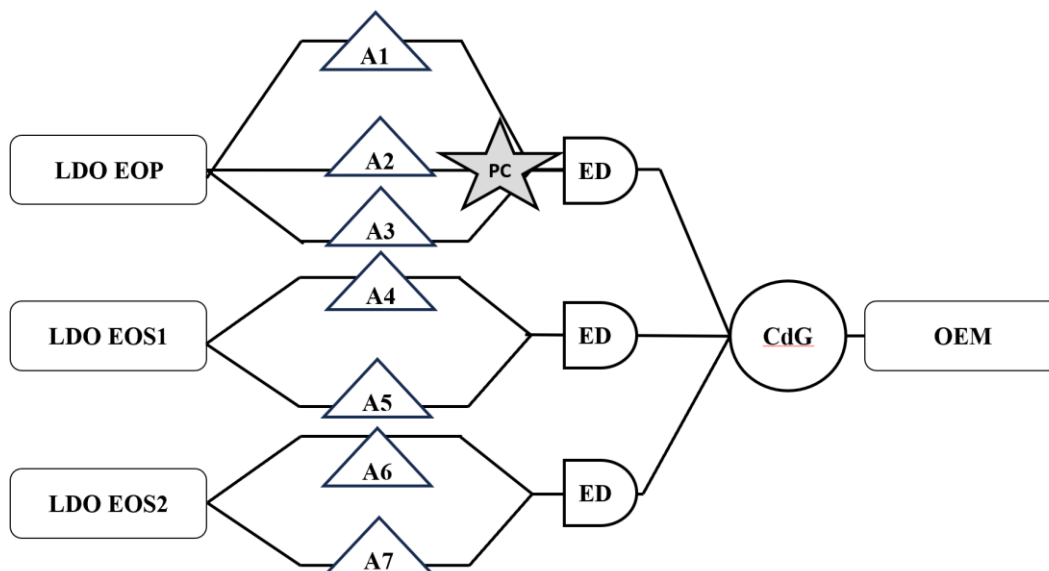 A1
LDO EOP
A2
PC
ED
A3
A4
LDO EOS1
ED
CdG
OEM
A5
A6
LDO EOS2
ED
A7